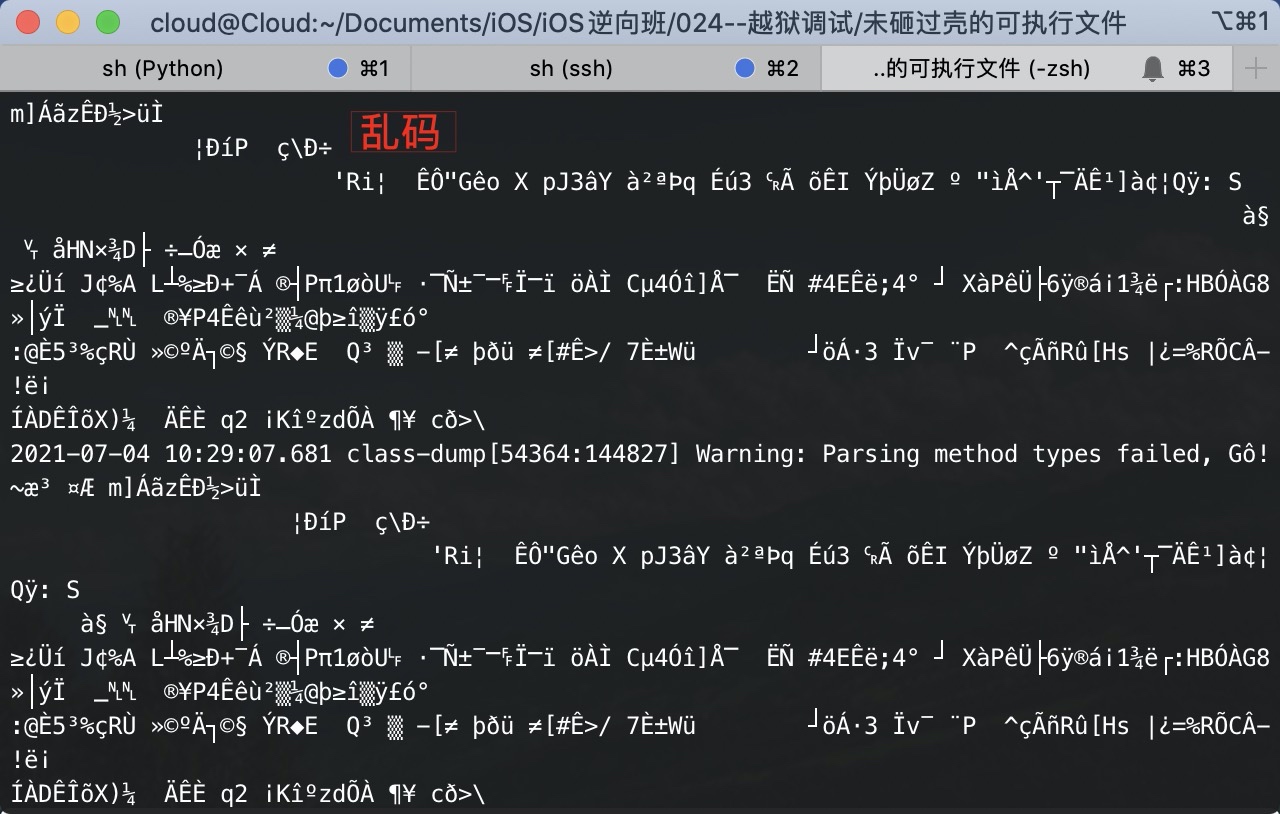 cloud@Cloud:~/Documents/iOS/iOS逆向班/024--越狱调试/未砸过壳的可执行文件 ⌥⌘1
sh (Python) ⌘1 sh (ssh) ⌘2 ..的可执行文件 (-zsh) ⌘3
m]ÁãzÊÐ½>üÌ
乱码
¦ÐíP ç\Ð÷
'Ri¦ ÊÔ"Gêo X pJ3âY à²ªÞq Éú3 ␍Ã õÊI ÝþÜøZ º "ìÅ^'┬⎺ÄÊ¹]à¢¦Qÿ: S
à§
␋ åHN×¾D├ ÷─Óæ × ≠
≥¿Üí J¢%A L┴%≥Ð+⎺Á ®┤Pπ1øòU␊ ·⎺Ñ±⎺⎻␌Ï⎻ï öÀÌ Cµ4Óî]Å⎺ ËÑ #4EÊë;4° ┘ XàPêÜ├6ÿ®á¡1¾ë┌:HBÓÀG8
»│ýÏ ⎽␤␤ ®¥P4Êêù²▒¼@þ≥î▒ÿ£ó°
:@È5³%çRÙ »©ºÄ┐©§ ÝR◆E Q³ ▒ -[≠ þðü ≠[#Ê>/ 7È±Wü ┘öÁ·3 Ïv⎺ ¨P ^çÃñRû[Hs |¿=%RÕCÂ-
!ë¡
ÍÀDÊÎõX)¼ ÄÊÈ q2 ¡KîºzdÕÀ ¶¥ cð>\
2021-07-04 10:29:07.681 class-dump[54364:144827] Warning: Parsing method types failed, Gô!
~æ³ ¤Æ m]ÁãzÊÐ½>üÌ
¦ÐíP ç\Ð÷
'Ri¦ ÊÔ"Gêo X pJ3âY à²ªÞq Éú3 ␍Ã õÊI ÝþÜøZ º "ìÅ^'┬⎺ÄÊ¹]à¢¦
Qÿ: S
à§ ␋ åHN×¾D├ ÷─Óæ × ≠
≥¿Üí J¢%A L┴%≥Ð+⎺Á ®┤Pπ1øòU␊ ·⎺Ñ±⎺⎻␌Ï⎻ï öÀÌ Cµ4Óî]Å⎺ ËÑ #4EÊë;4° ┘ XàPêÜ├6ÿ®á¡1¾ë┌:HBÓÀG8
»│ýÏ ⎽␤␤ ®¥P4Êêù²▒¼@þ≥î▒ÿ£ó°
:@È5³%çRÙ »©ºÄ┐©§ ÝR◆E Q³ ▒ -[≠ þðü ≠[#Ê>/ 7È±Wü ┘öÁ·3 Ïv⎺ ¨P ^çÃñRû[Hs |¿=%RÕCÂ-
!ë¡
ÍÀDÊÎõX)¼ ÄÊÈ q2 ¡KîºzdÕÀ ¶¥ cð>\